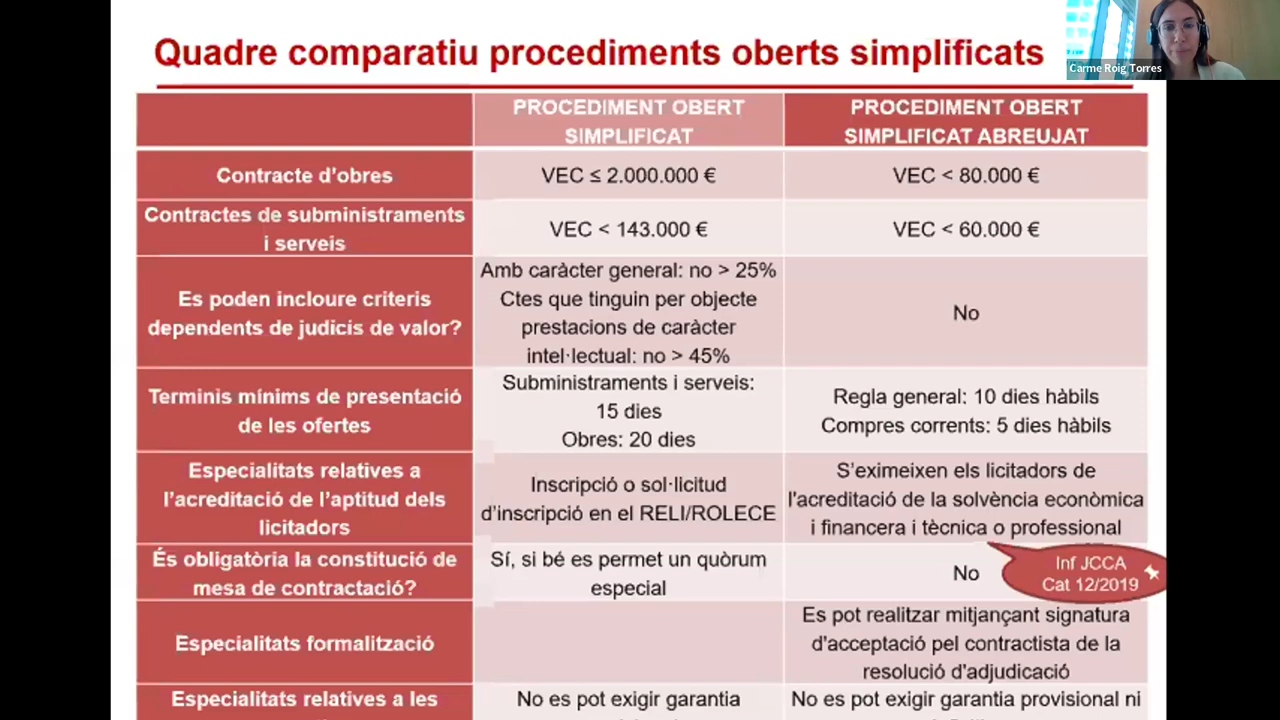 Quadre comparatiu procediments oberts simplificats
Carme Roig Torres
PROCEDIMENT OBERT
SIMPLIFICAT
PROCEDIMENT OBERT
SIMPLIFICAT ABREUJAT
Contracte d'obres
VEC ≤ 2.000.000 €
VEC < 80.000 €
Contractes de subministraments
i serveis
VEC < 143.000 €
VEC < 60.000 €
Es poden incloure criteris
dependents de judicis de valor?
Amb caràcter general: no > 25%
Ctes que tinguin per objecte
prestacions de caràcter
intel·lectual: no > 45%
No
Terminis mínims de presentació
de les ofertes
Subministraments i serveis:
15 dies
Obres: 20 dies
Regla general: 10 dies hàbils
Compres corrents: 5 dies hàbils
Especialitats relatives a
l'acreditació de l'aptitud dels
licitadors
Inscripció o sol·licitud
d'inscripció en el RELI/ROLECE
S'eximeixen els licitadors de
l'acreditació de la solvència econòmica
i financera i tècnica o professional
És obligatòria la constitució de
mesa de contractació?
Sí, si bé es permet un quòrum
especial
No
Inf JCCA
Cat 12/2019
Especialitats formalització
Es pot realitzar mitjançant signatura
d'acceptació pel contractista de la
resolució d'adjudicació
Especialitats relatives a les
No es pot exigir garantia
No es pot exigir garantia provisional ni